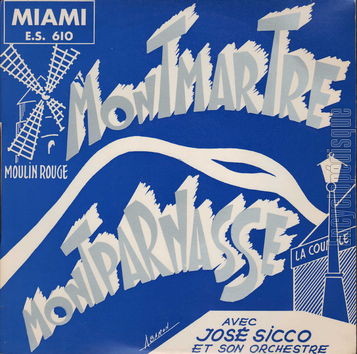 MIAMI
E.S. 610
MONTMARTRE
MOULIN ROUGE
MONTPARNASSE
LA COUPOLE
AVEC
JOSÉ SICCO
ET SON ORCHESTRE